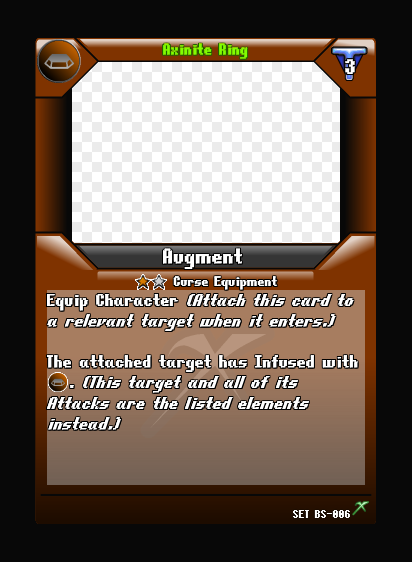 Axinite Ring
3
Augment
Curse Equipment
Equip Character (Attach this card to
a relevant target when it enters.)
The attached target has Infused with
. (This target and all of its
Attacks are the listed elements
instead.)
SET BS-006